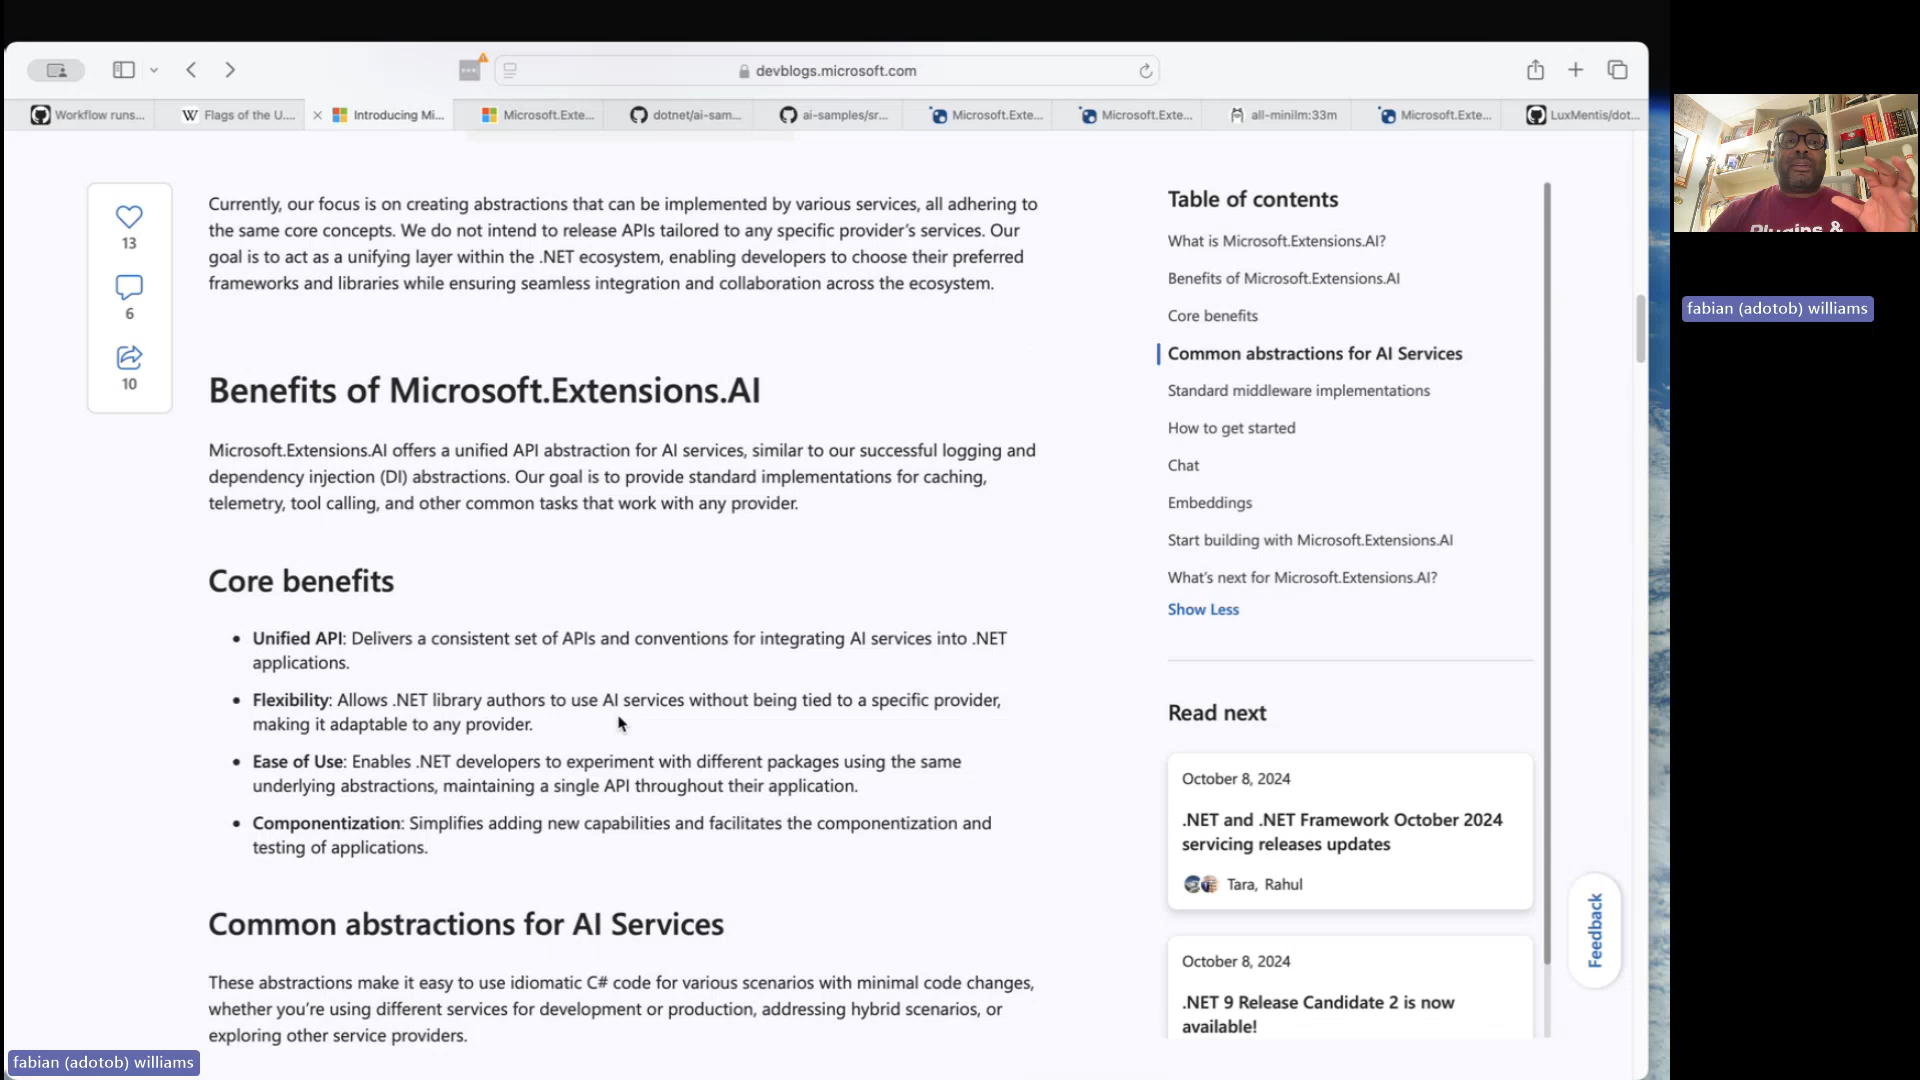 devblogs.microsoft.com
Workflow runs...
Flags of the U....
Introducing Mi...
Microsoft.Exte...
dotnet/ai-sam...
ai-samples/sr...
Microsoft.Exte...
Microsoft.Exte...
all-minilm:33m
Microsoft.Exte...
LuxMentis/dot...
13
6
10
Currently, our focus is on creating abstractions that can be implemented by various services, all adhering to
the same core concepts. We do not intend to release APIs tailored to any specific provider's services. Our
goal is to act as a unifying layer within the .NET ecosystem, enabling developers to choose their preferred
frameworks and libraries while ensuring seamless integration and collaboration across the ecosystem.
Benefits of Microsoft.Extensions.AI
Microsoft.Extensions.AI offers a unified API abstraction for AI services, similar to our successful logging and
dependency injection (DI) abstractions. Our goal is to provide standard implementations for caching,
telemetry, tool calling, and other common tasks that work with any provider.
Core benefits
• Unified API: Delivers a consistent set of APIs and conventions for integrating AI services into .NET
applications.
• Flexibility: Allows .NET library authors to use AI services without being tied to a specific provider,
making it adaptable to any provider.
• Ease of Use: Enables .NET developers to experiment with different packages using the same
underlying abstractions, maintaining a single API throughout their application.
• Componentization: Simplifies adding new capabilities and facilitates the componentization and
testing of applications.
Common abstractions for AI Services
These abstractions make it easy to use idiomatic C# code for various scenarios with minimal code changes,
whether you're using different services for development or production, addressing hybrid scenarios, or
exploring other service providers.
Table of contents
What is Microsoft.Extensions.AI?
Benefits of Microsoft.Extensions.AI
Core benefits
Common abstractions for AI Services
Standard middleware implementations
How to get started
Chat
Embeddings
Start building with Microsoft.Extensions.AI
What's next for Microsoft.Extensions.AI?
Show Less
Read next
October 8, 2024
.NET and .NET Framework October 2024
servicing releases updates
Tara, Rahul
October 8, 2024
.NET 9 Release Candidate 2 is now
available!
Feedback
Plugins &
fabian (adotob) williams
fabian (adotob) williams